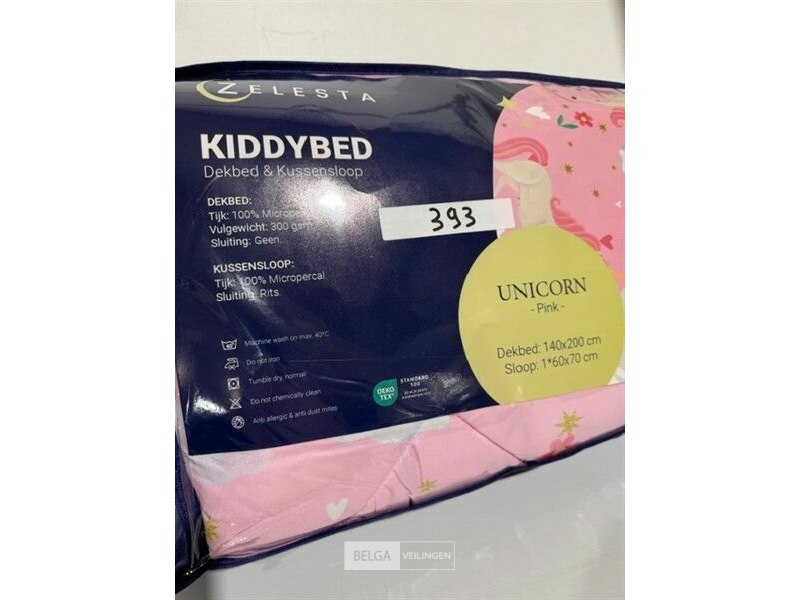 ZELESTA
KIDDYBED
Dekbed & Kussensloop
DEKBED:
Tijk: 100% Microper
Vulgewicht: 300 gsm
Sluiting: Geen.
393
KUSSENSLOOP:
Tijk: 100% Micropercal.
Sluiting: Rits.
UNICORN
- Pink -
Dekbed: 140x200 cm
Sloop: 1*60x70 cm
Machine wash on max. 40ºC
Do not iron
Tumble dry, normal
Do not chemically clean
Anti allergic & anti dust mites
OEKO
TEX®
STANDARD
100
BELGA VEILINGEN